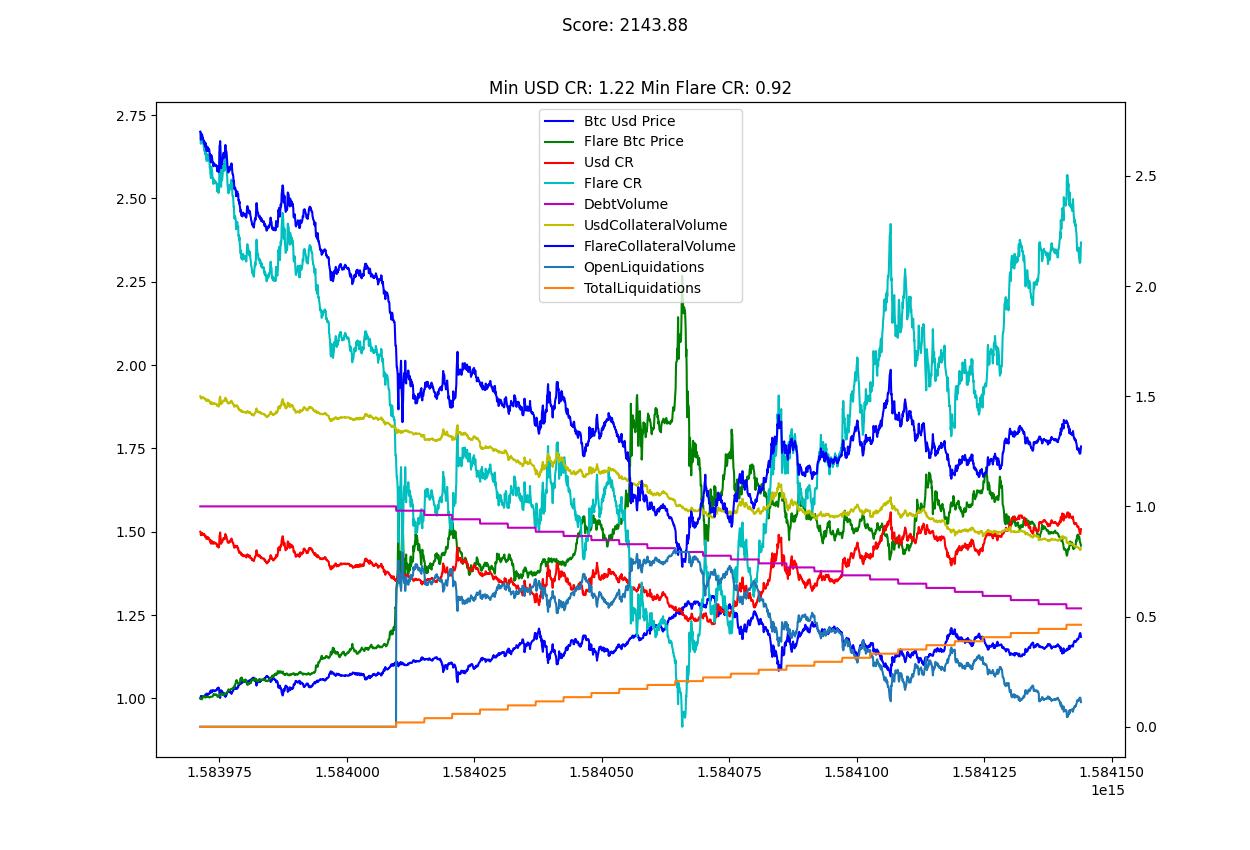 Score: 2143.88
Min USD CR: 1.22 Min Flare CR: 0.92
2.75
2.50
2.25
2.00
1.75
1.50
1.25
1.00
Btc Usd Price
Flare Btc Price
Usd CR
Flare CR
DebtVolume
UsdCollateralVolume
FlareCollateralVolume
OpenLiquidations
TotalLiquidations
2.5
2.0
1.5
1.0
0.5
0.0
1.583975 1.584000 1.584025 1.584050 1.584075 1.584100 1.584125 1.584150
1e15